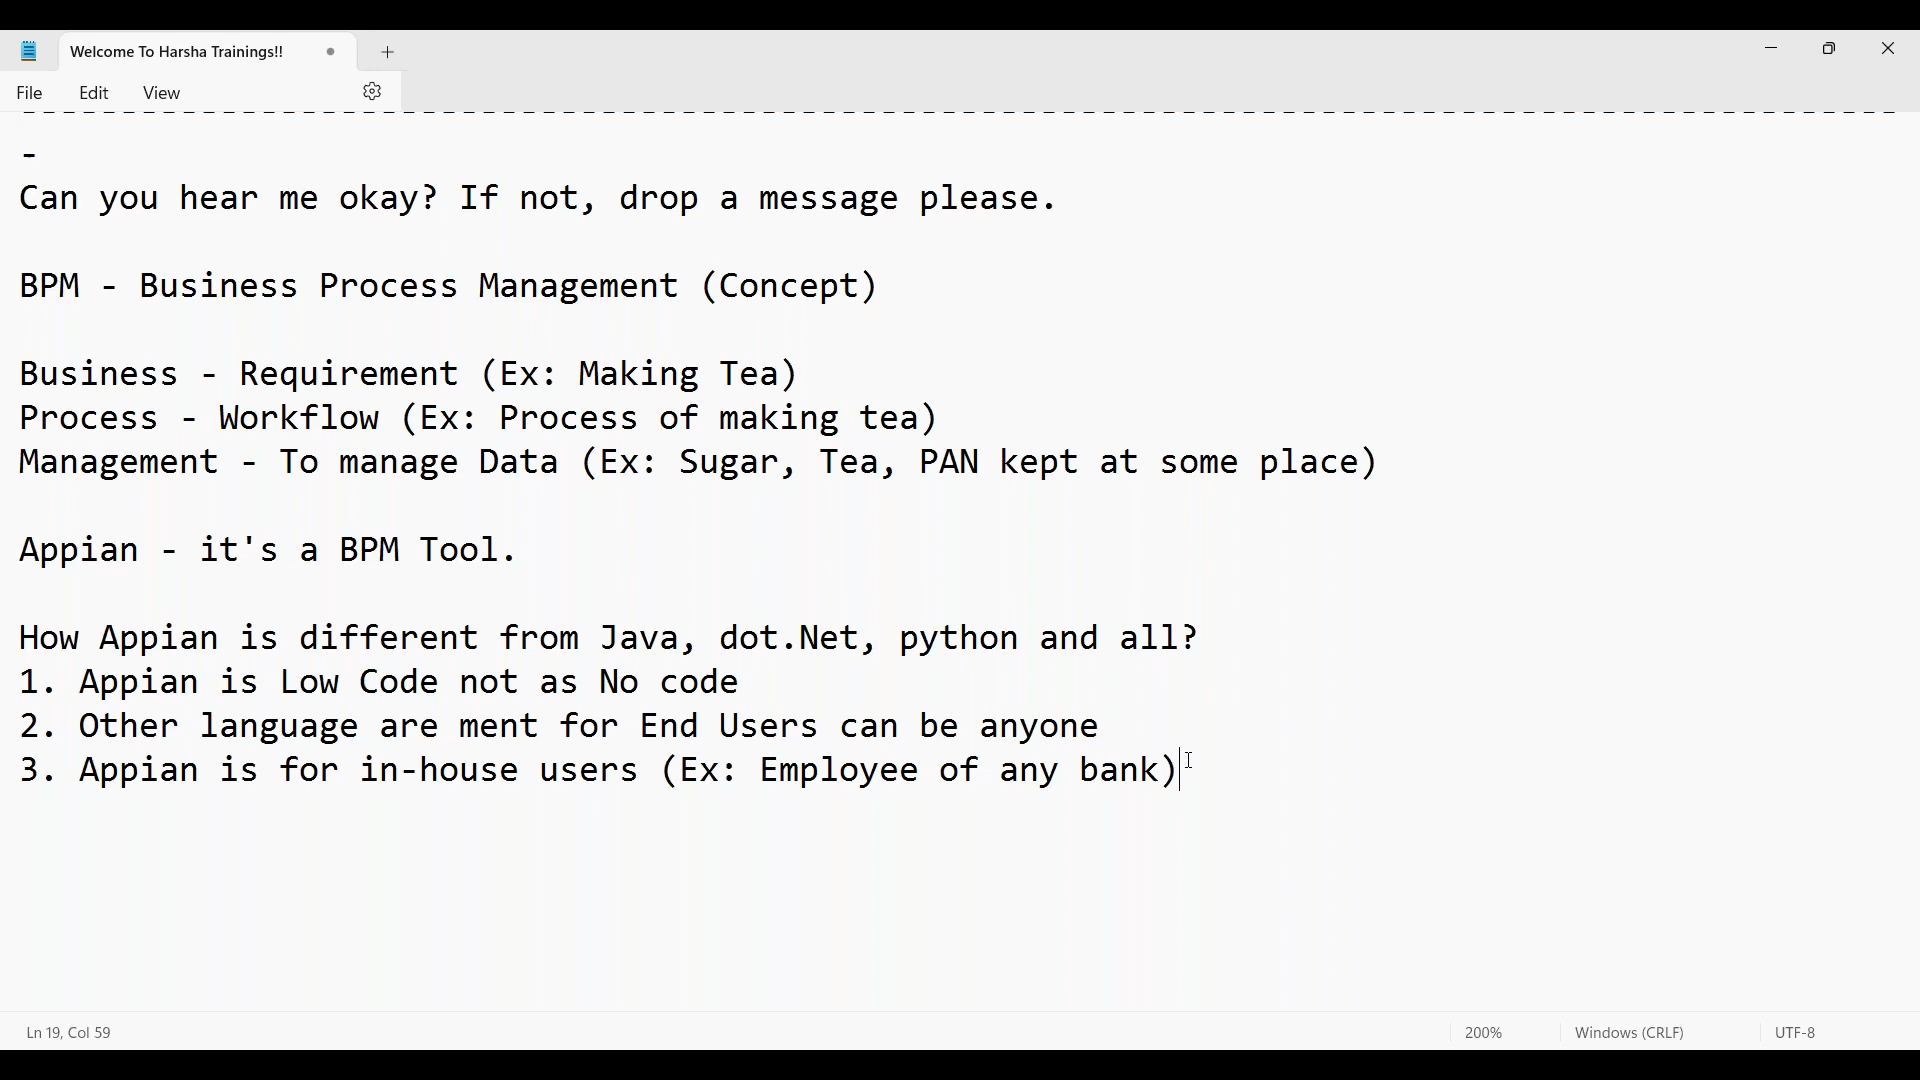 Welcome To Harsha Trainings!!
File Edit View
-
Can you hear me okay? If not, drop a message please.
BPM - Business Process Management (Concept)
Business - Requirement (Ex: Making Tea)
Process - Workflow (Ex: Process of making tea)
Management - To manage Data (Ex: Sugar, Tea, PAN kept at some place)
Appian - it's a BPM Tool.
How Appian is different from Java, dot.Net, python and all?
1. Appian is Low Code not as No code
2. Other language are ment for End Users can be anyone
3. Appian is for in-house users (Ex: Employee of any bank)
Ln 19, Col 59 200% Windows (CRLF) UTF-8